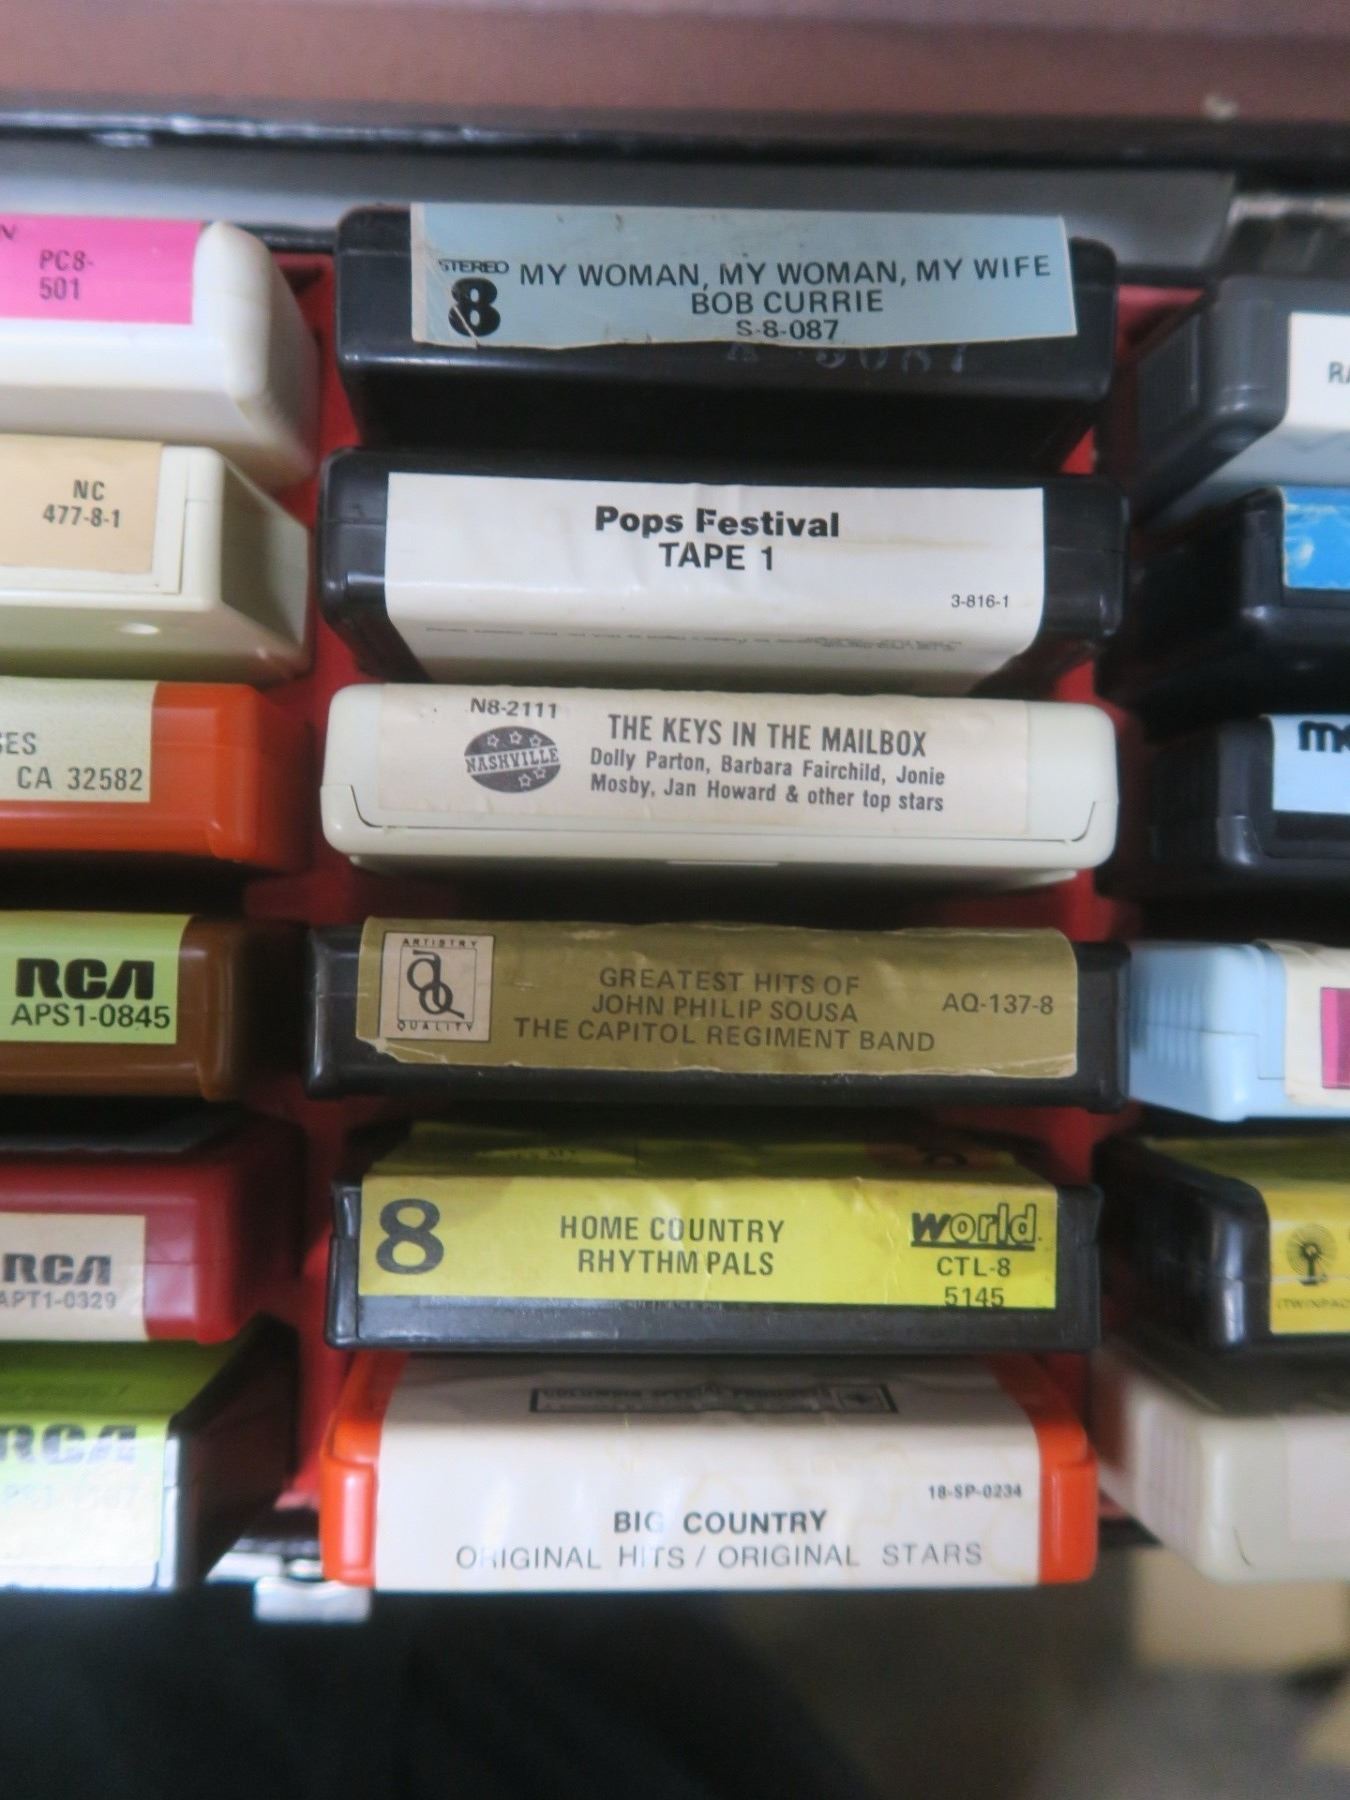 PC8-
501
NC
477-8-1
CA 32582
RCA
APS1-0845
RCA
APT1-0329
RCA
STEREO
8
MY WOMAN, MY WOMAN, MY WIFE
BOB CURRIE
S-8-087
Pops Festival
TAPE 1
3-816-1
N8-2111
NASHVILLE
THE KEYS IN THE MAILBOX
Dolly Parton, Barbara Fairchild, Jonie
Mosby, Jan Howard & other top stars
ARTISTRY
QUALITY
GREATEST HITS OF
JOHN PHILIP SOUSA
THE CAPITOL REGIMENT BAND
AQ-137-8
8
HOME COUNTRY
RHYTHM PALS
world
CTL-8
5145
18-SP-0234
BIG COUNTRY
ORIGINAL HITS / ORIGINAL STARS